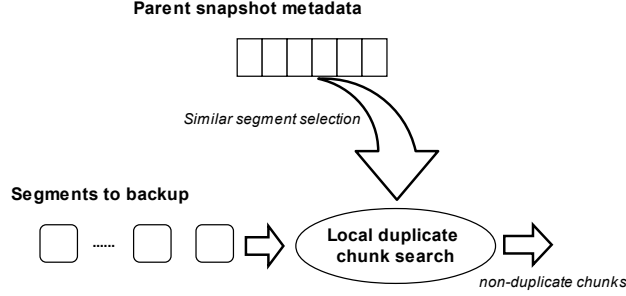 Parent snapshot metadata
Similar segment selection
Segments to backup
......
Local duplicate
chunk search
non-duplicate chunks